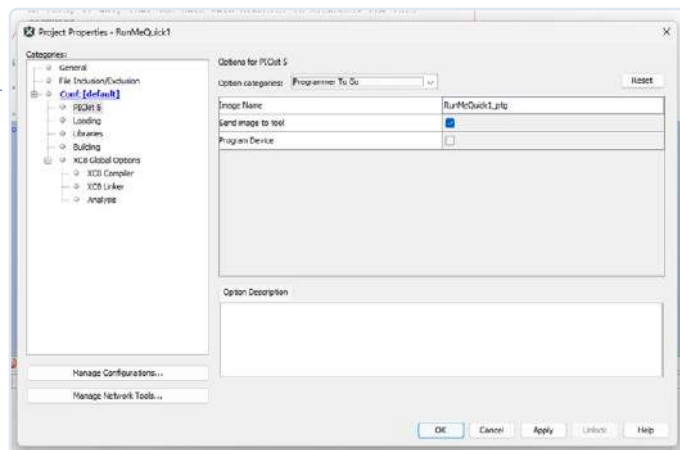 Project Properties - RunMeQuick1
Categories:
General
File Inclusion/Exclusion
Conf: [default]
PICkit 5
Loading
Libraries
Building
XC8 Global Options
XC8 Compiler
XC8 Linker
Analysis
Manage Configurations...
Manage Network Tools...
Options for PICkit 5
Option categories: Programmer To Go
Reset
Image Name RunMeQuick1_ptg
Send image to tool
Program Device
Option Description
OK Cancel Apply Unlock Help